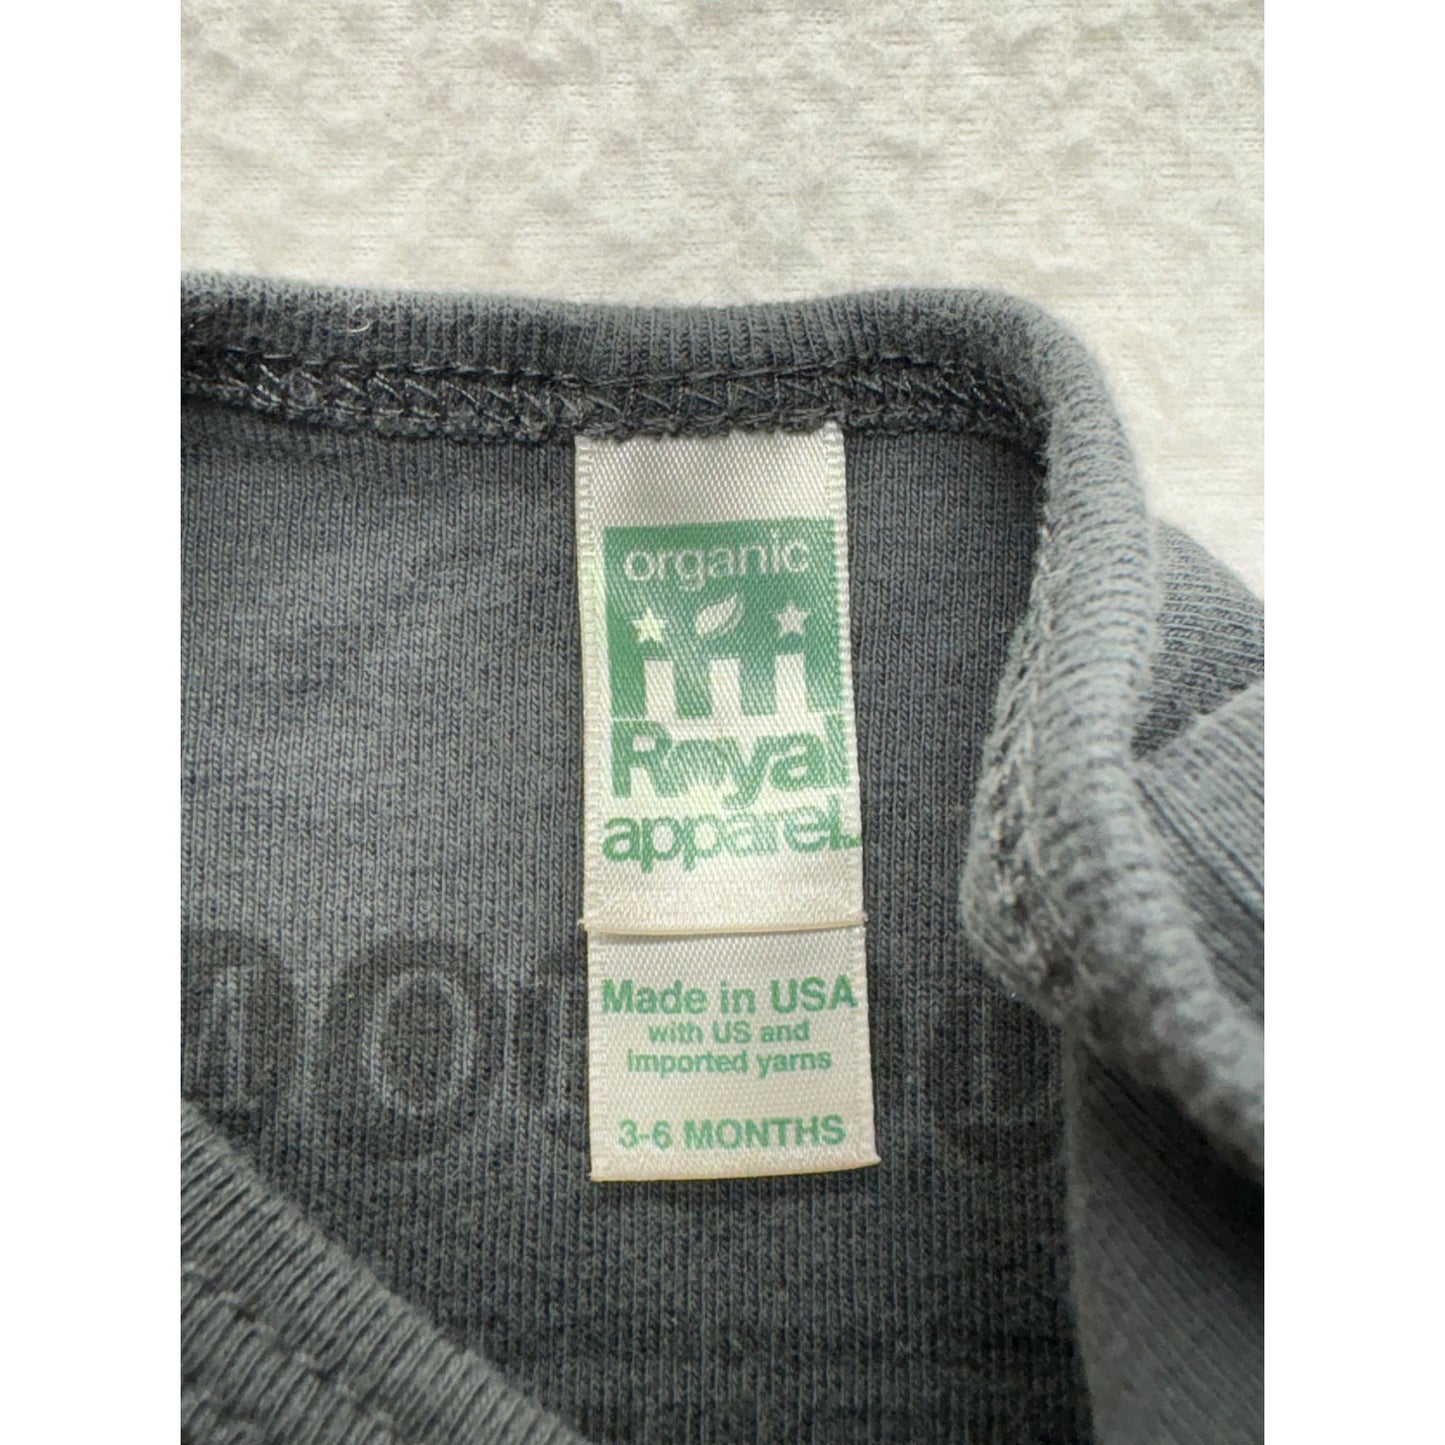 organic
Royal
apparel
Made in USA
with US and
imported yarns
3-6 MONTHS